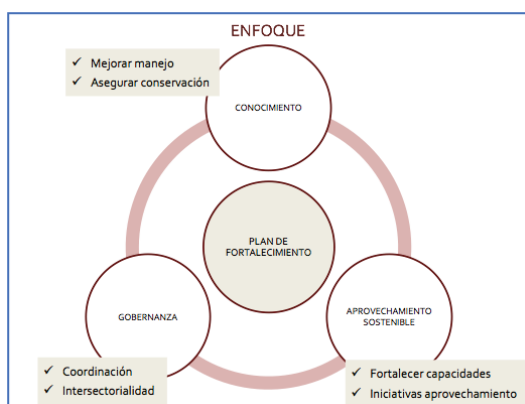 ENFOQUE
✓ Mejorar manejo
✓ Asegurar conservación
CONOCIMIENTO
PLAN DE
FORTALECIMIENTO
GOBERNANZA
APROVECHAMIENTO
SOSTENIBLE
✓ Coordinación
✓ Intersectorialidad
✓ Fortalecer capacidades
✓ Iniciativas aprovechamiento